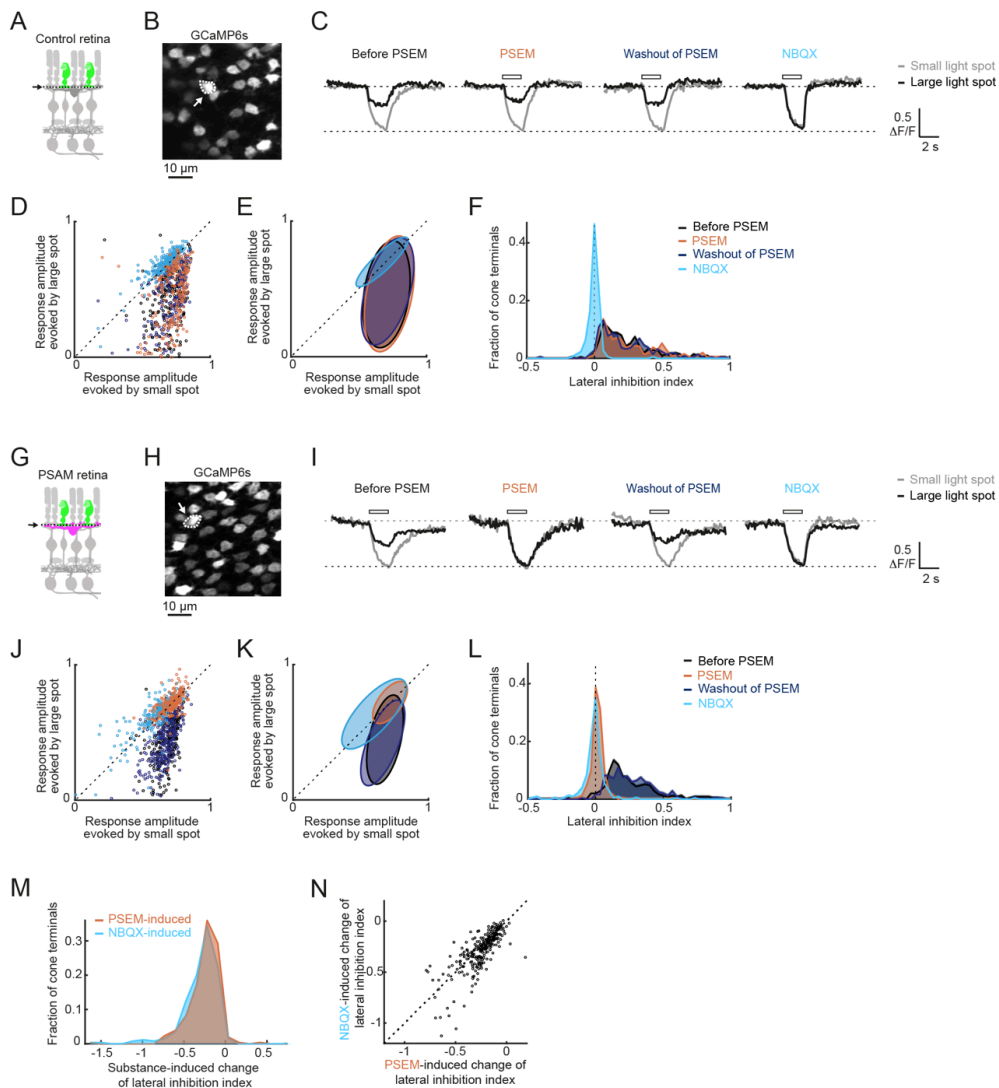 A
Control retina
B
GCaMP6s
10 µm
C
Before PSEM
PSEM
Washout of PSEM
NBQX
Small light spot
Large light spot
0.5
ΔF/F
2 s
D
1
Response amplitude
evoked by large spot
0
0
1
Response amplitude
evoked by small spot
E
1
Response amplitude
evoked by large spot
0
0
1
Response amplitude
evoked by small spot
F
Fraction of cone terminals
0.4
0.2
0
-0.5
0
0.5
1
Lateral inhibition index
Before PSEM
PSEM
Washout of PSEM
NBQX
G
PSAM retina
H
GCaMP6s
10 µm
I
Before PSEM
PSEM
Washout of PSEM
NBQX
Small light spot
Large light spot
0.5
ΔF/F
2 s
J
1
Response amplitude
evoked by large spot
0
0
1
Response amplitude
evoked by small spot
K
1
Response amplitude
evoked by large spot
0
0
1
Response amplitude
evoked by small spot
L
Fraction of cone terminals
0.4
0.2
0
-0.5
0
0.5
1
Lateral inhibition index
Before PSEM
PSEM
Washout of PSEM
NBQX
M
Fraction of cone terminals
0.3
0.2
0.1
0
-1.5
-1.0
-0.5
0
0.5
Substance-induced change
of lateral inhibition index
PSEM-induced
NBQX-induced
N
NBQX-induced change of
lateral inhibition index
0
-0.5
-1
-1
-0.5
0
PSEM-induced change of
lateral inhibition index